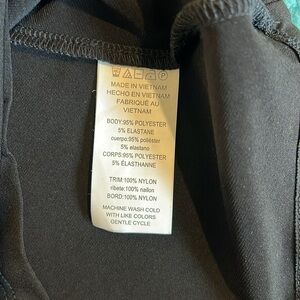 MADE IN VIETNAM
HECHO EN VIETNAM
FABRIQUÉ AU
VIETNAM
BODY:95% POLYESTER
5% ELASTANE
cuerpo:95% poliéster
5% elastano
CORPS:95% POLYESTER
5% ÉLASTHANNE
TRIM:100% NYLON
ribete:100% nailon
BORD:100% NYLON
MACHINE WASH COLD
WITH LIKE COLORS
GENTLE CYCLE